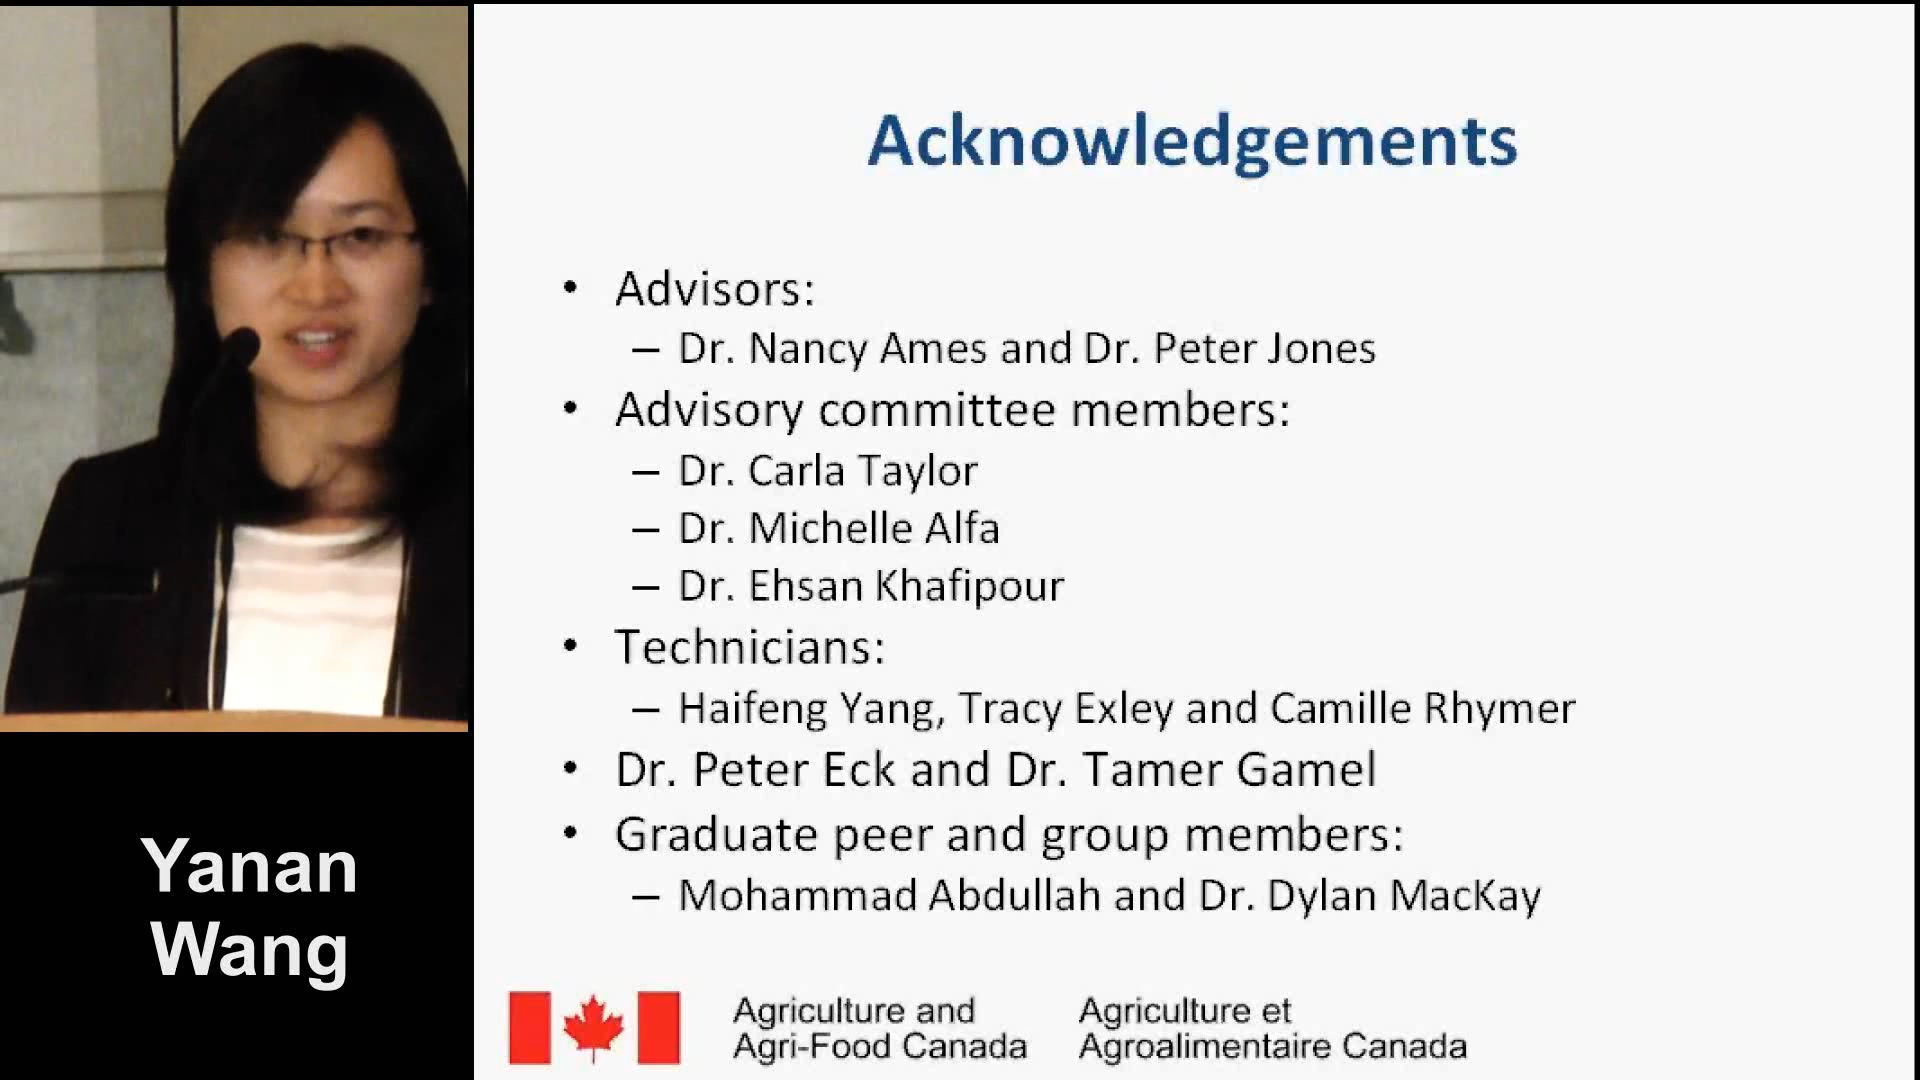 Acknowledgements
• Advisors:
– Dr. Nancy Ames and Dr. Peter Jones
• Advisory committee members:
– Dr. Carla Taylor
– Dr. Michelle Alfa
– Dr. Ehsan Khafipour
• Technicians:
– Haifeng Yang, Tracy Exley and Camille Rhymer
• Dr. Peter Eck and Dr. Tamer Gamel
• Graduate peer and group members:
– Mohammad Abdullah and Dr. Dylan MacKay
Yanan
Wang
Agriculture and
Agri-Food Canada
Agriculture et
Agroalimentaire Canada